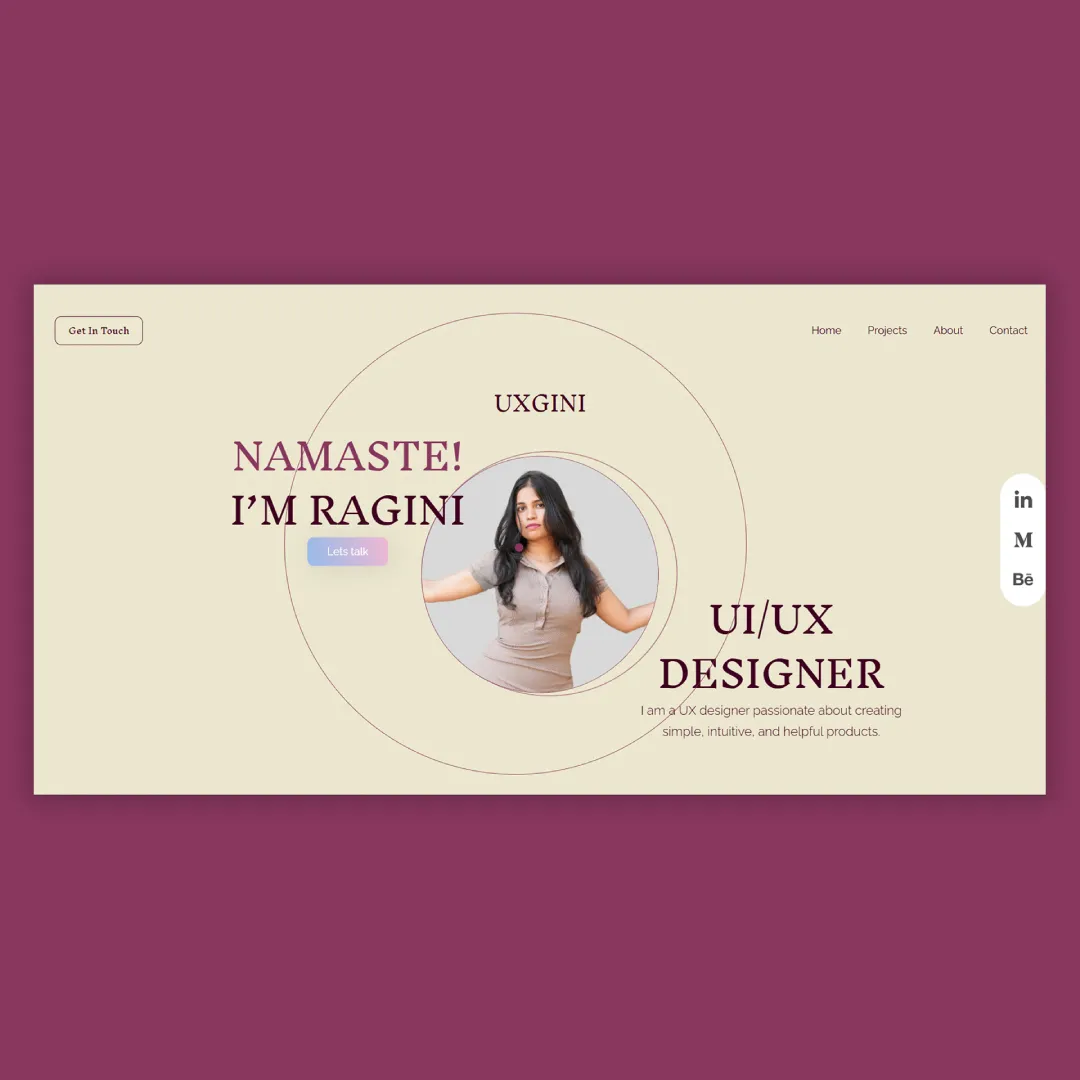 Get In Touch
Home
Projects
About
Contact
UXGINI
NAMASTE!
I’M RAGINI
Lets talk
in
M
Bē
UI/UX
DESIGNER
I am a UX designer passionate about creating
simple, intuitive, and helpful products.